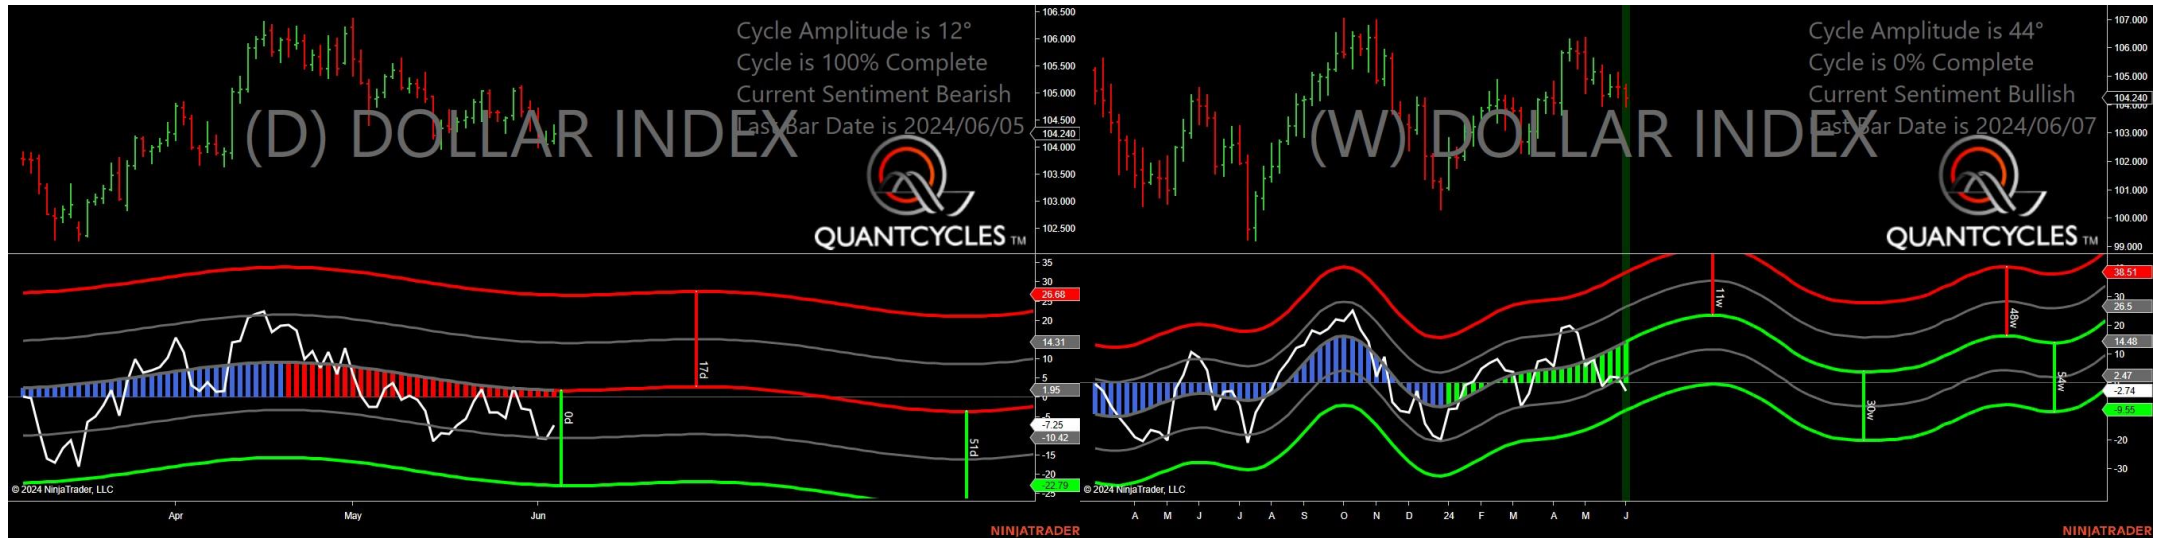 Cycle Amplitude is 12°
Cycle is 100% Complete
Current Sentiment Bearish
Last Bar Date is 2024/06/05
(D) DOLLAR INDEX
QUANTCYCLES TM
106.500
106.000
105.500
105.000
104.500
104.240
104.000
103.500
103.000
102.500
35
30
26.68
25
20
14.31
10
5
1.95
0
-7.25
-10.42
-15
-20
-22.79
-25
17d
0d
51d
© 2024 NinjaTrader, LLC
Apr May Jun
NINJATRADER
Cycle Amplitude is 44°
Cycle is 0% Complete
Current Sentiment Bullish
Last Bar Date is 2024/06/07
(W) DOLLAR INDEX
QUANTCYCLES TM
107.000
106.000
105.000
104.240
104.000
103.000
102.000
101.000
100.000
99.000
38.51
30
26.5
20
14.48
10
2.47
-2.74
-9.55
-20
-30
11w
30w
48w
54w
© 2024 NinjaTrader, LLC
A M J J A S O N D 24 F M A M J
NINJATRADER